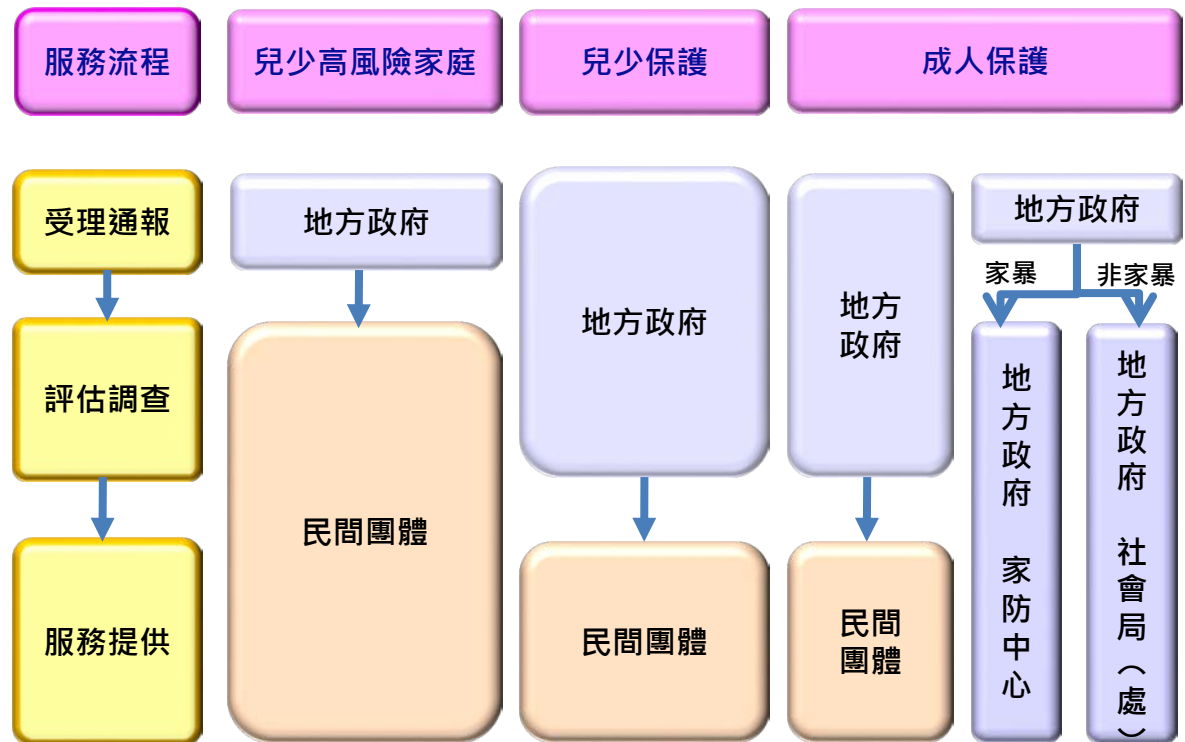 服務流程
兒少高風險家庭
兒少保護
成人保護
受理通報
地方政府
地方政府
家暴
非家暴
評估調查
地方政府
地方
政府
民間團體
地方政府 家防中心
地方政府 社會局（處）
服務提供
民間團體
民間
團體